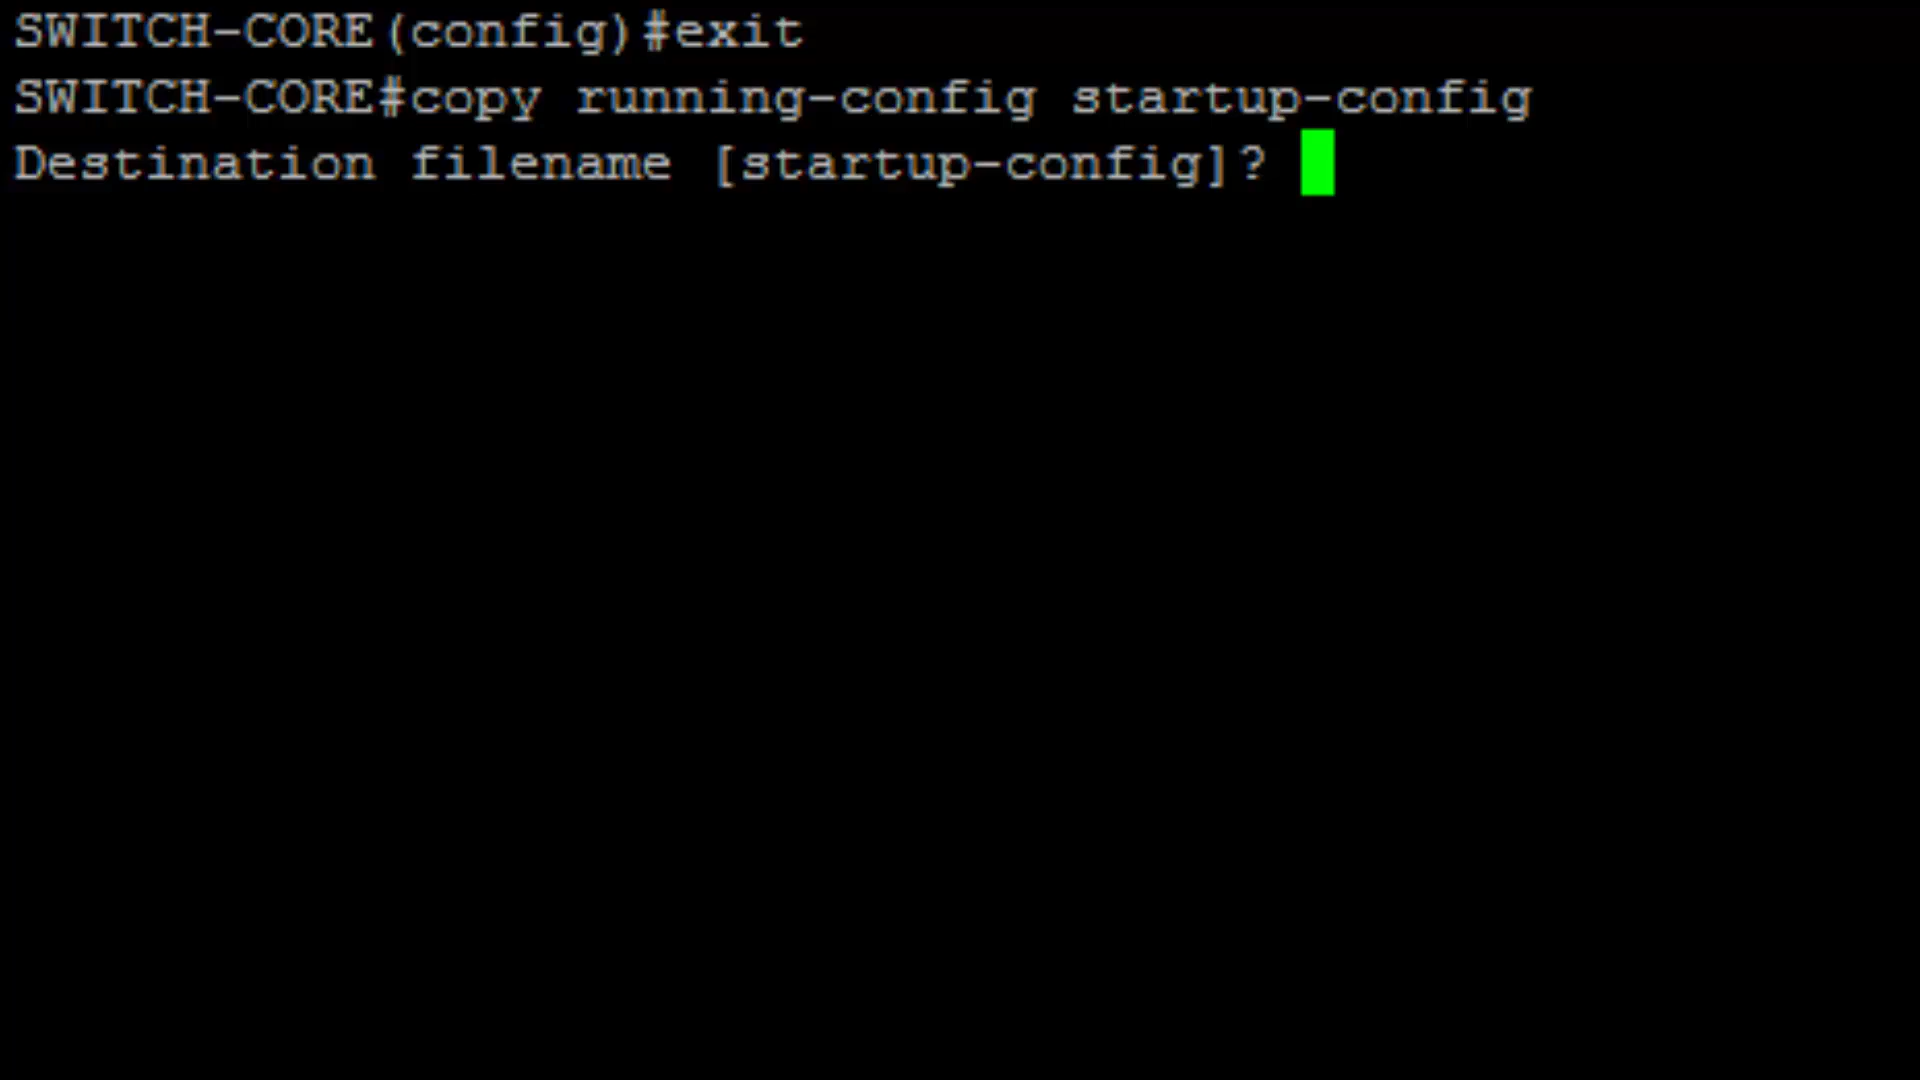 SWITCH-CORE(config)#exit
SWITCH-CORE#copy running-config startup-config
Destination filename [startup-config]?